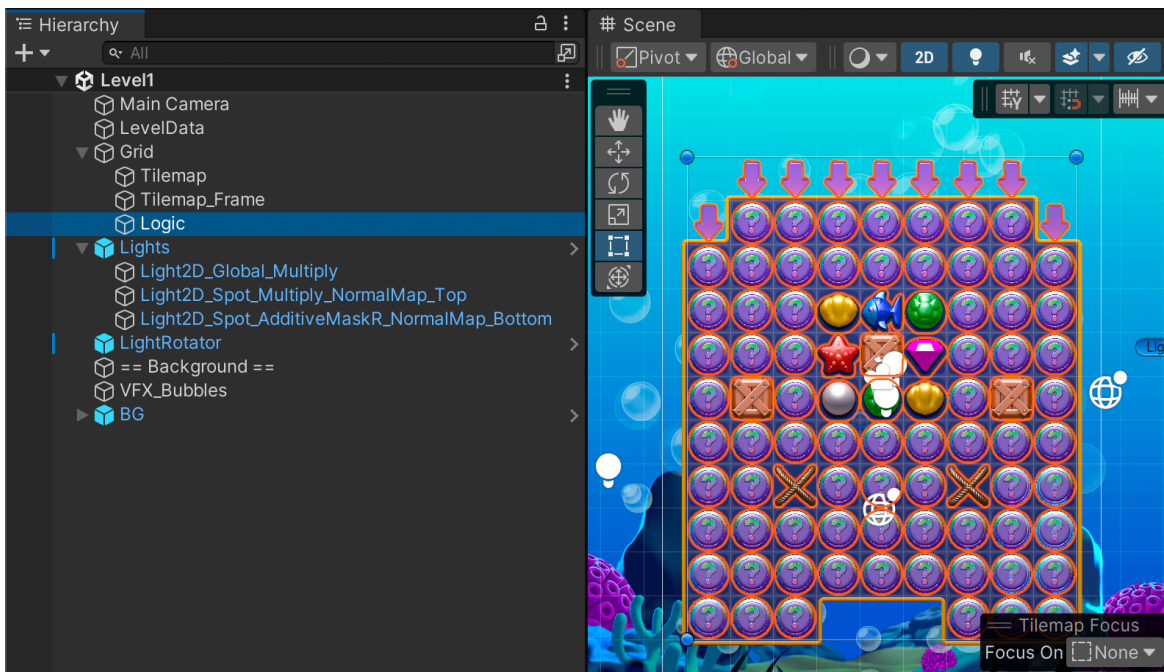 Hierarchy
All
Level1
Main Camera
LevelData
Grid
Tilemap
Tilemap_Frame
Logic
Lights
Light2D_Global_Multiply
Light2D_Spot_Multiply_NormalMap_Top
Light2D_Spot_AdditiveMaskR_NormalMap_Bottom
LightRotator
== Background ==
VFX_Bubbles
BG
Scene
Pivot Global 2D
Y
Lig
Tilemap Focus
Focus On None